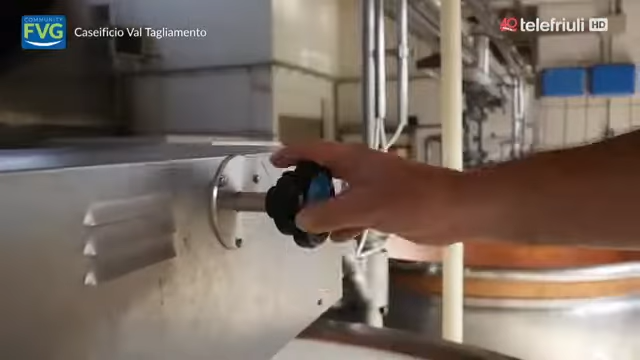 COMMUNITY
FVG
Caseificio Val Tagliamento
telefriuli HD